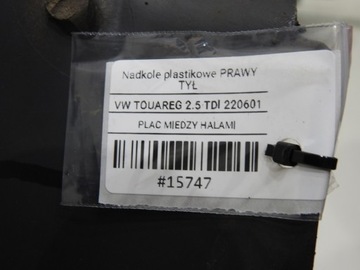 Nadkole plastikowe PRAWY
TYŁ
VW TOUAREG 2.5 TDI 220601
PLAC MIEDZY HALAMI
#15747